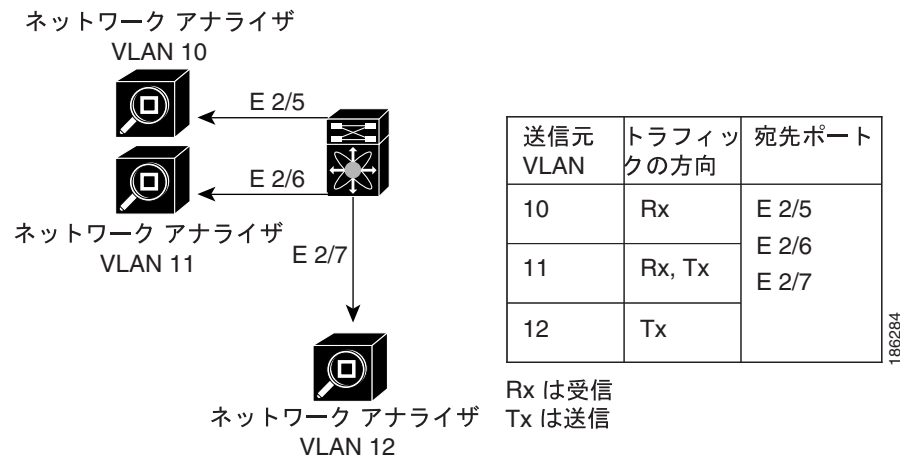 ネットワーク アナライザ
VLAN 10
E 2/5
E 2/6
ネットワーク アナライザ
VLAN 11
E 2/7
ネットワーク アナライザ
VLAN 12
送信元
VLAN
トラフィッ
クの方向
宛先ポート
10
Rx
E 2/5
E 2/6
E 2/7
11
Rx, Tx
12
Tx
186284
Rx は受信
Tx は送信